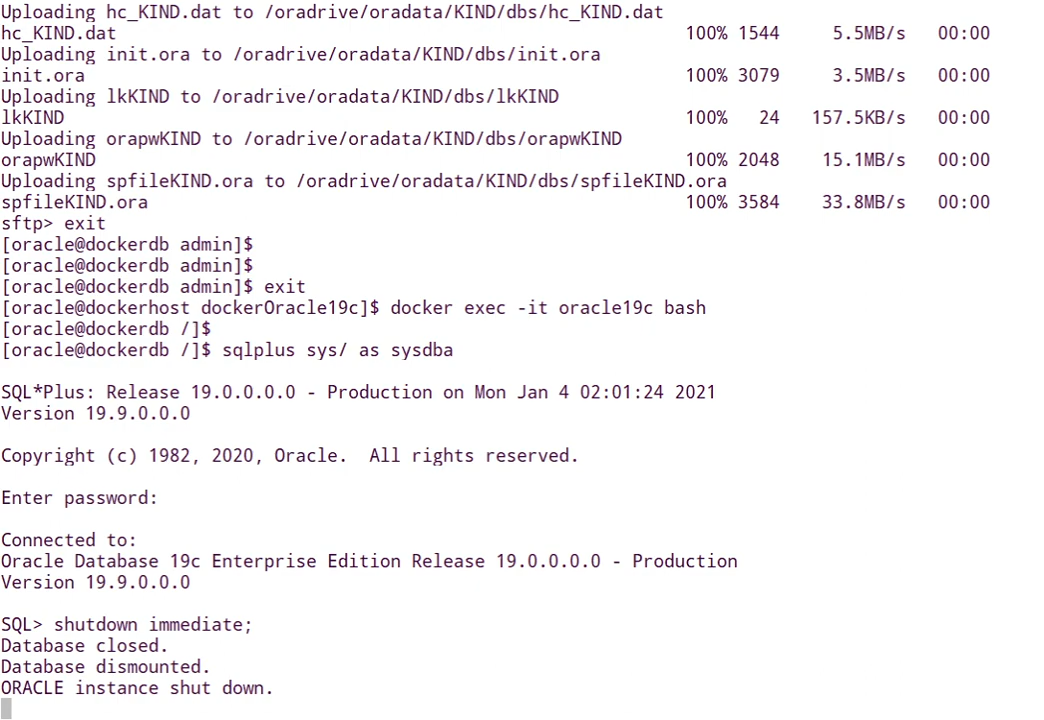 Uploading hc_KIND.dat to /oradrive/oradata/KIND/dbs/hc_KIND.dat
hc_KIND.dat 100% 1544 5.5MB/s 00:00
Uploading init.ora to /oradrive/oradata/KIND/dbs/init.ora
init.ora 100% 3079 3.5MB/s 00:00
Uploading lkKIND to /oradrive/oradata/KIND/dbs/lkKIND
lkKIND 100% 24 157.5KB/s 00:00
Uploading orapwKIND to /oradrive/oradata/KIND/dbs/orapwKIND
orapwKIND 100% 2048 15.1MB/s 00:00
Uploading spfileKIND.ora to /oradrive/oradata/KIND/dbs/spfileKIND.ora
spfileKIND.ora 100% 3584 33.8MB/s 00:00
sftp> exit
[oracle@dockerdb admin]$
[oracle@dockerdb admin]$
[oracle@dockerdb admin]$ exit
[oracle@dockerhost dockerOracle19c]$ docker exec -it oracle19c bash
[oracle@dockerdb /]$
[oracle@dockerdb /]$ sqlplus sys/ as sysdba
SQL*Plus: Release 19.0.0.0.0 - Production on Mon Jan 4 02:01:24 2021
Version 19.9.0.0.0
Copyright (c) 1982, 2020, Oracle.  All rights reserved.
Enter password:
Connected to:
Oracle Database 19c Enterprise Edition Release 19.0.0.0.0 - Production
Version 19.9.0.0.0
SQL> shutdown immediate;
Database closed.
Database dismounted.
ORACLE instance shut down.